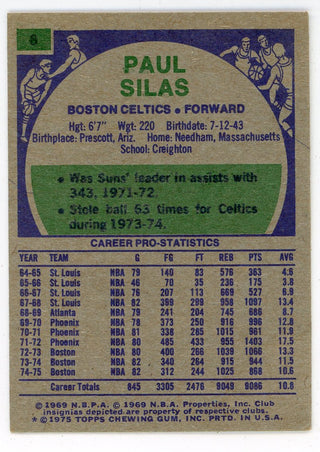 8
PAUL
SILAS
BOSTON CELTICS • FORWARD
Hgt: 6'7" Wgt: 220 Birthdate: 7-12-43
Birthplace: Prescott, Ariz. Home: Needham, Massachusetts
School: Creighton
• Was Suns' leader in assists with
343, 1971-72.
• Stole ball 63 times for Celtics
during 1973-74.
CAREER PRO-STATISTICS
YEAR TEAM G FG FT REB PTS AVG
64-65 St. Louis NBA 79 140 83 576 363 4.6
65-66 St. Louis NBA 46 70 35 236 175 3.8
66-67 St. Louis NBA 76 207 113 669 527 6.9
67-68 St. Louis NBA 82 399 299 958 1097 13.4
68-69 Atlanta NBA 79 241 204 745 686 8.7
69-70 Phoenix NBA 78 373 250 916 996 12.8
70-71 Phoenix NBA 81 338 285 1015 961 11.9
71-72 Phoenix NBA 80 485 433 955 1403 17.5
72-73 Boston NBA 80 400 266 1039 1066 13.3
73-74 Boston NBA 82 340 264 915 944 11.5
74-75 Boston NBA 82 312 244 1025 868 10.6
Career Totals 845 3305 2476 9049 9086 10.8
© 1969 N.B.P.A. © 1969 N.B.A. Properties, Inc. Club
insignias depicted are property of respective clubs.
* © 1975 TOPPS CHEWING GUM, INC. PRTD. IN U.S.A.